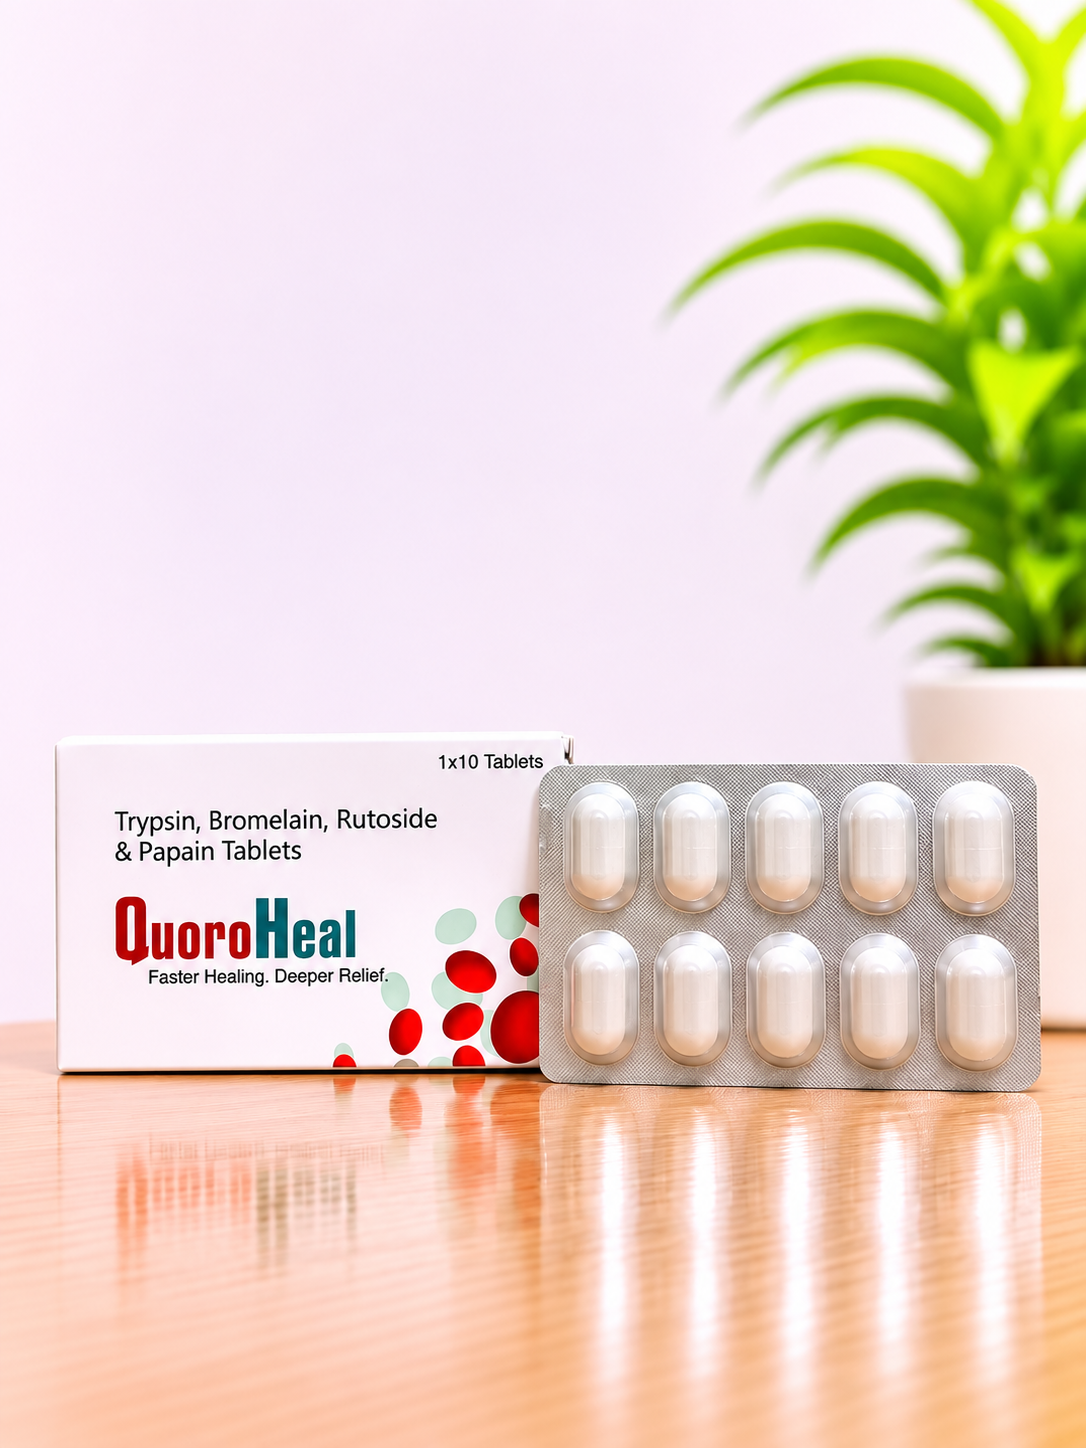 1x10 Tablets
Trypsin, Bromelain, Rutoside
& Papain Tablets
QuoroHeal
Faster Healing. Deeper Relief.